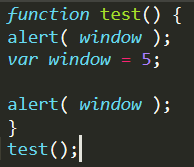 function test() {
alert( window );
var window = 5;
alert( window );
}
test();